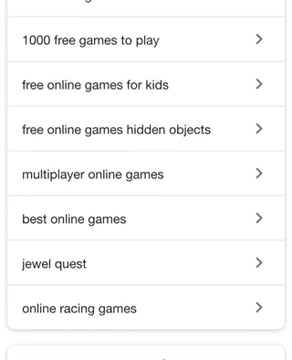 1000 free games to play
free online games for kids
free online games hidden objects
multiplayer online games
best online games
jewel quest
online racing games